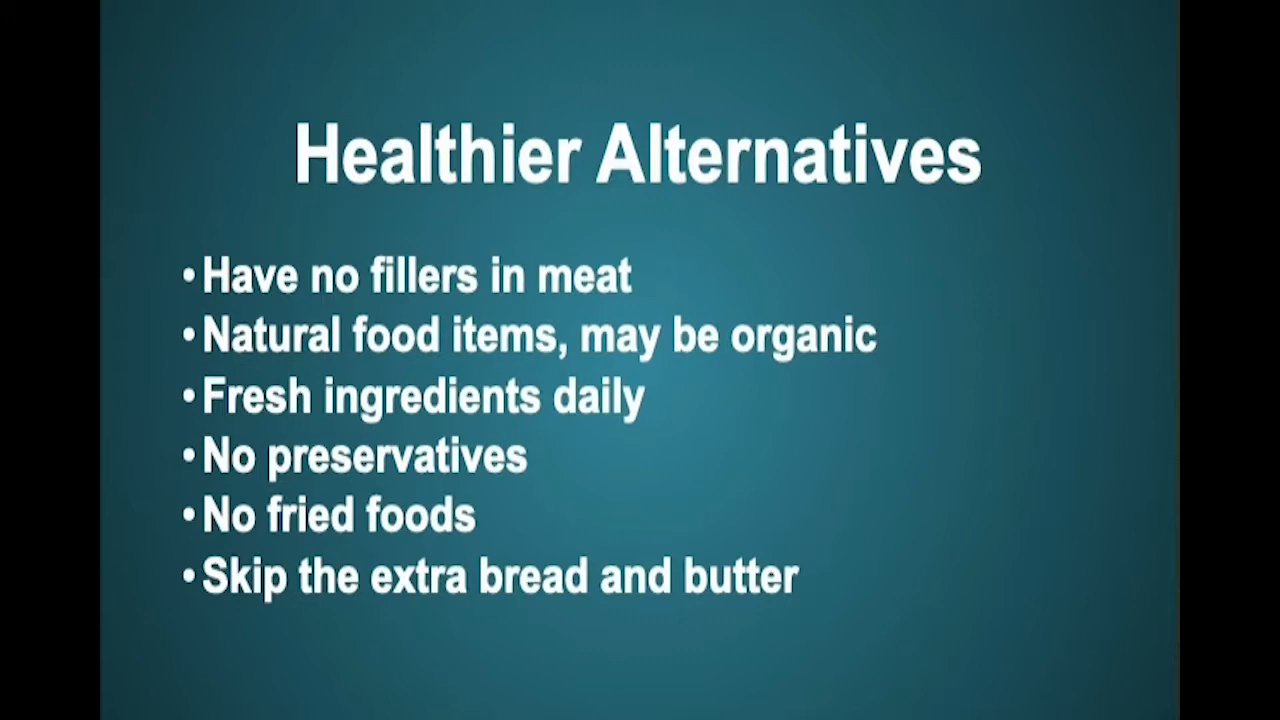 Healthier Alternatives
•Have no fillers in meat
•Natural food items, may be organic
•Fresh ingredients daily
•No preservatives
•No fried foods
•Skip the extra bread and butter